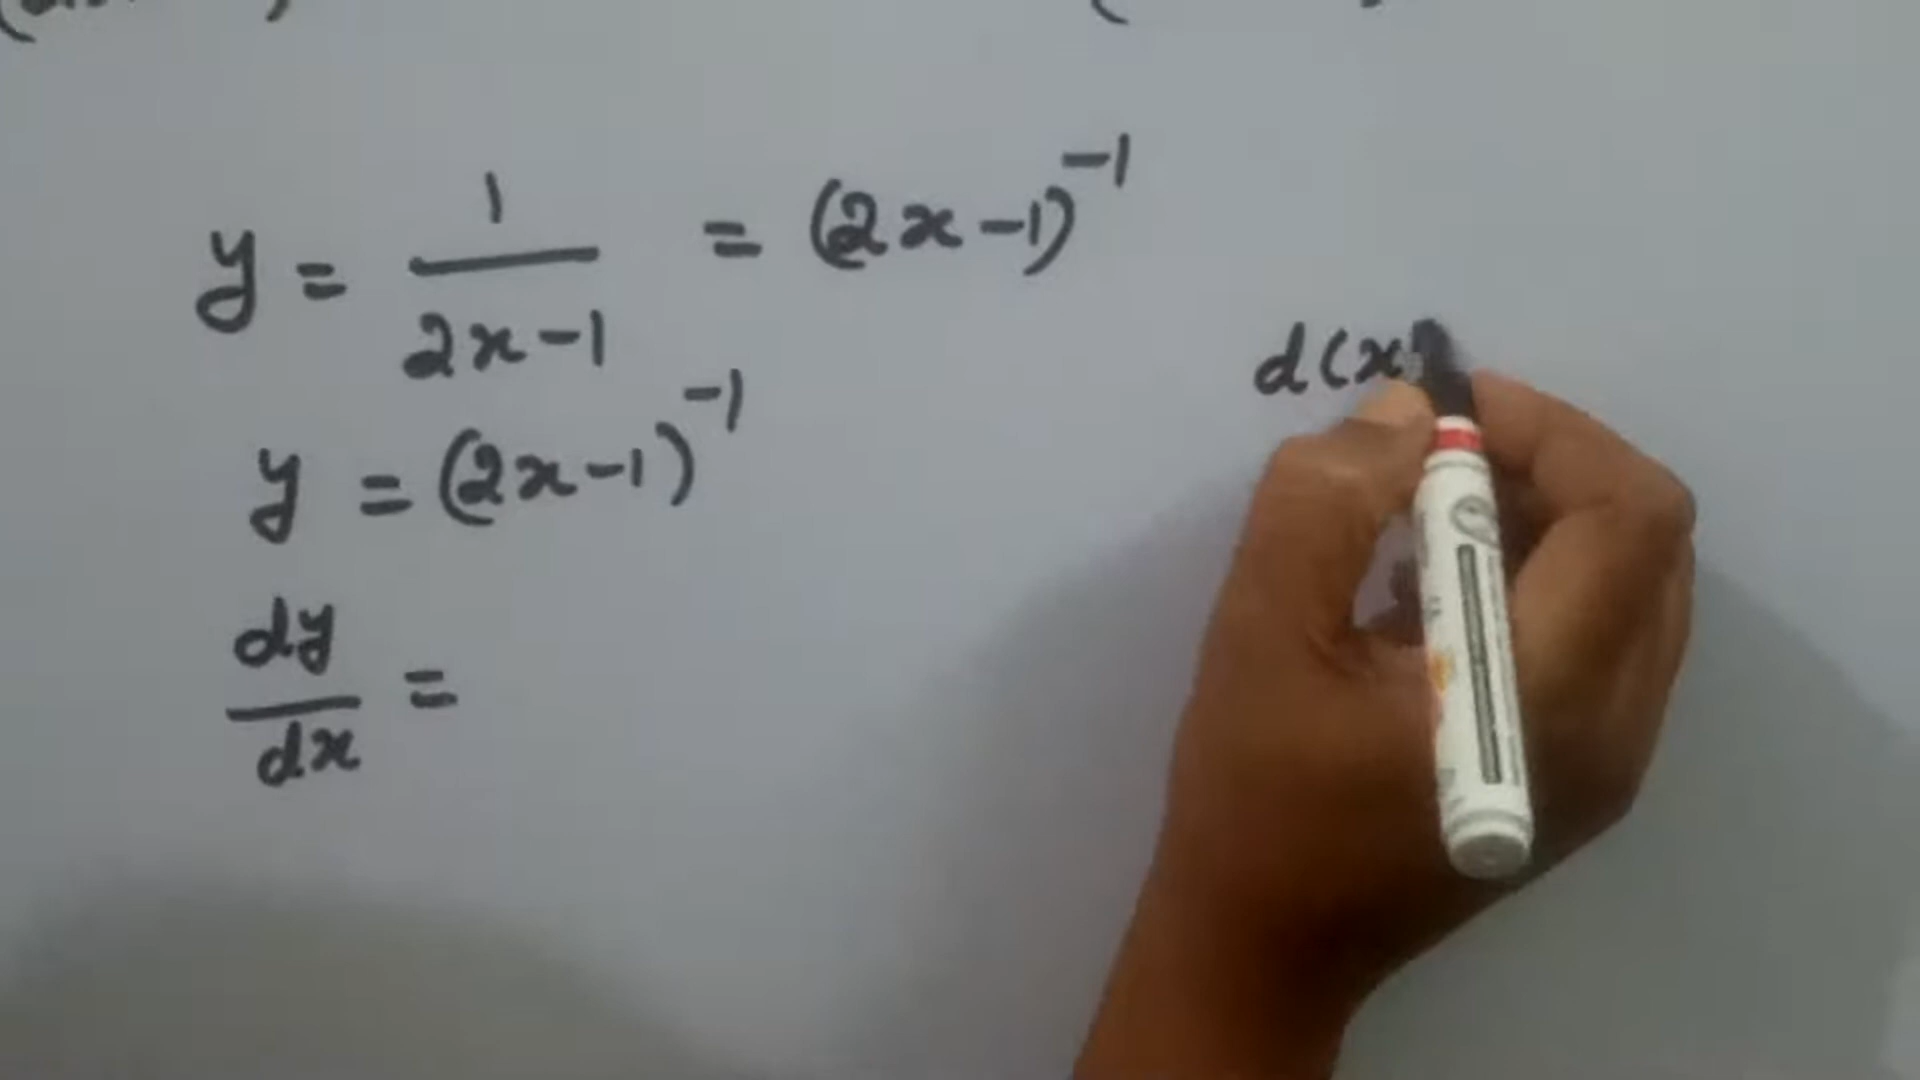 y = 1/(2x-1) = (2x-1)^-1
d(x
y = (2x-1)^-1
dy/dx =